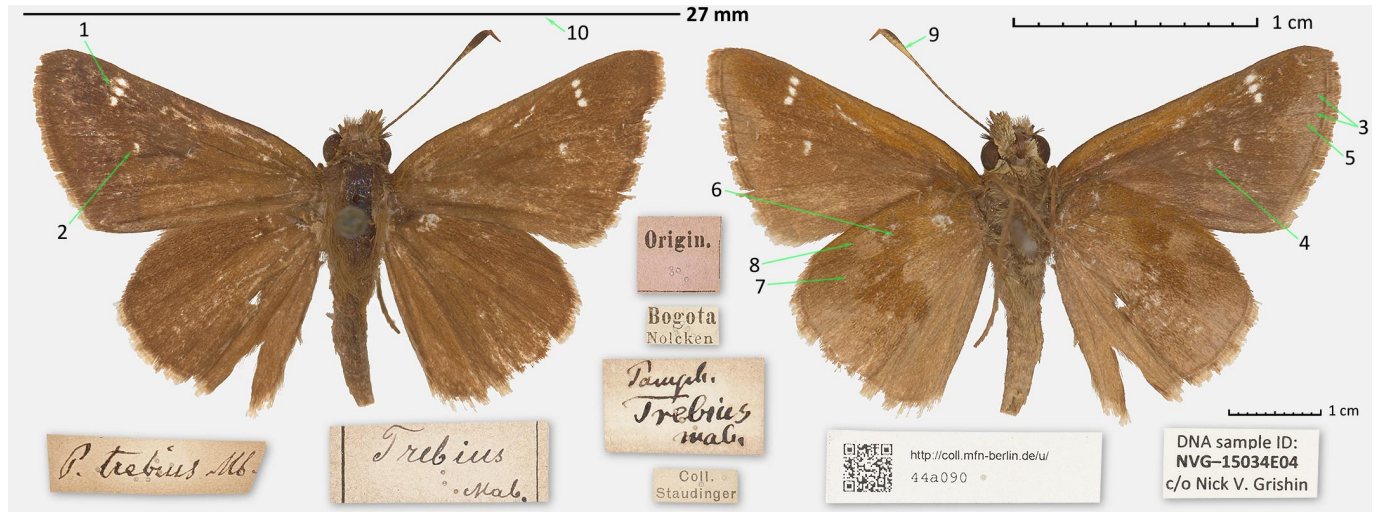 27 mm
1 cm
1
10
9
2
3
5
4
6
8
7
Origin.
Bogota
Nolcken
Pamph.
Trebius
mab.
Coll.
Staudinger
P. trebius Mb.
Trebius
Mab.
http://coll.mfn-berlin.de/u/
44a090
1 cm
DNA sample ID:
NVG–15034E04
c/o Nick V. Grishin